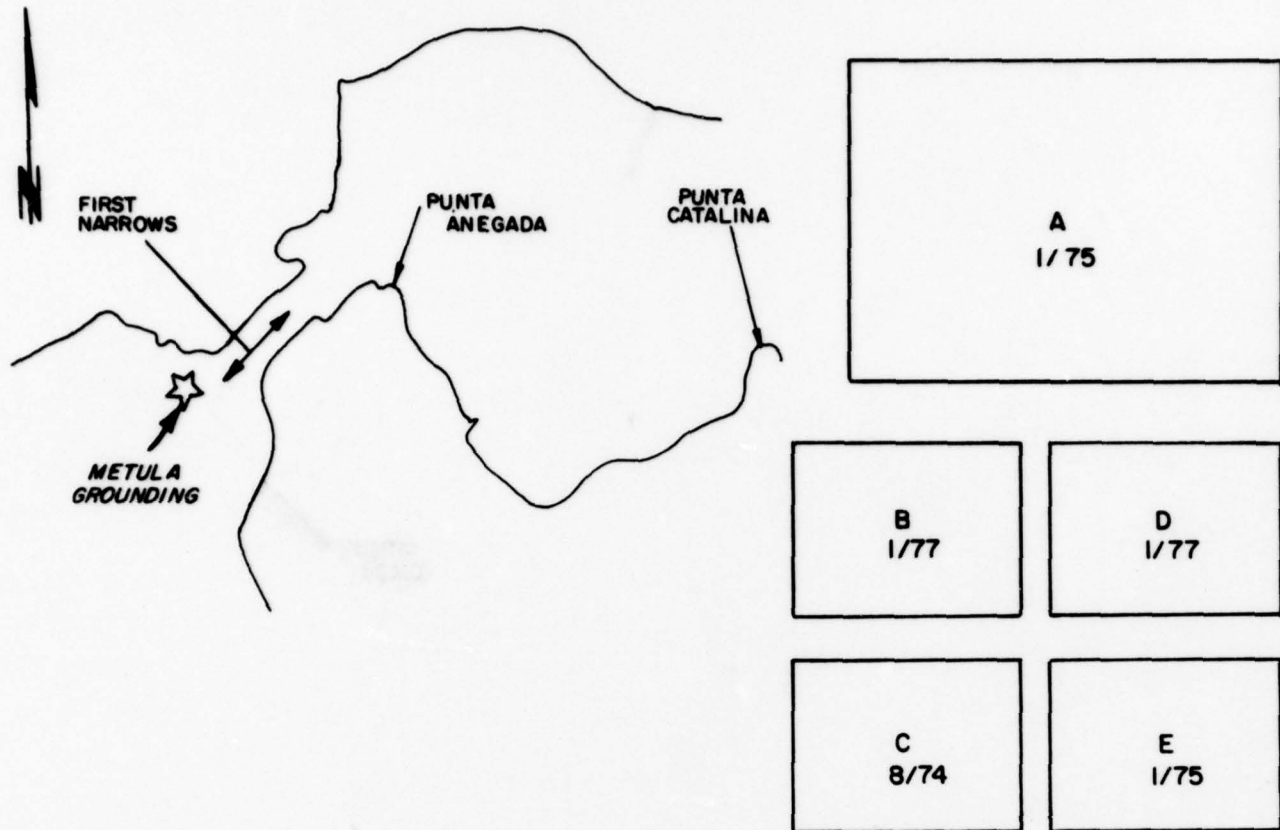 N
FIRST
NARROWS
PUNTA
ANEGADA
PUNTA
CATALINA
METULA
GROUNDING
A
1/75
B
1/77
D
1/77
C
8/74
E
1/75